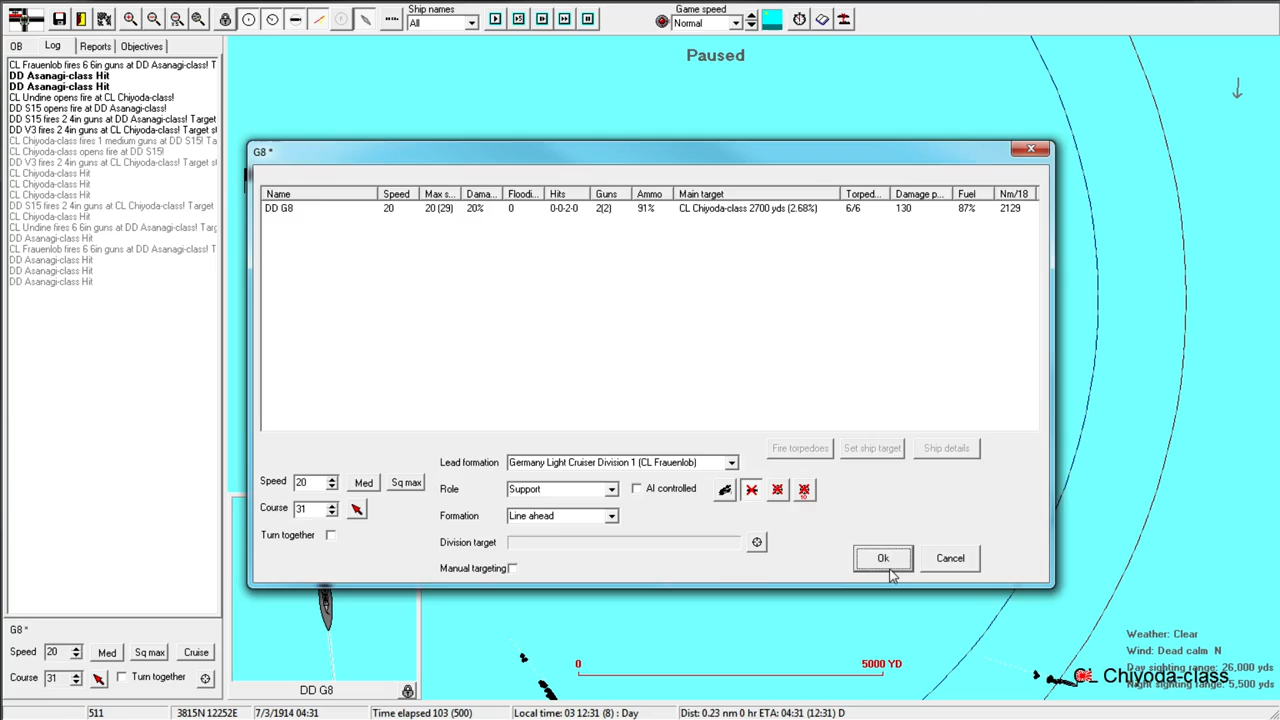 Ship names
All
Game speed
Normal
OB
Log
Reports
Objectives
CL Frauenlob fires 6 6in guns at DD Asanagi-class! T
DD Asanagi-class Hit
DD Asanagi-class Hit
CL Undine opens fire at CL Chiyoda-class!
DD S15 opens fire at DD Asanagi-class!
DD S15 fires 2 4in guns at DD Asanagi-class! Target
DD V3 fires 2 4in guns at CL Chiyoda-class! Target sl
CL Chiyoda-class fires 1 medium guns at DD S15! Ta
CL Chiyoda-class opens fire at DD S15!
DD V3 fires 2 4in guns at CL Chiyoda-class! Target sl
CL Chiyoda-class Hit
CL Chiyoda-class Hit
CL Chiyoda-class Hit
DD S15 fires 2 4in guns at CL Chiyoda-class! Target
CL Chiyoda-class Hit
CL Undine fires 6 6in guns at CL Chiyoda-class! Targ
DD Asanagi-class Hit
CL Frauenlob fires 6 6in guns at DD Asanagi-class! T
DD Asanagi-class Hit
DD Asanagi-class Hit
DD Asanagi-class Hit
Paused
G8 *
Name Speed Max s... Dama... Floodi... Hits Guns Ammo Main target Torped... Damage p... Fuel Nm/18
DD G8 20 20 (29) 20% 0 0-0-2-0 2(2) 91% CL Chiyoda-class 2700 yds (2.68%) 6/6 130 87% 2129
Fire torpedoes
Set ship target
Ship details
Lead formation Germany Light Cruiser Division 1 (CL Frauenlob)
Speed 20 Med Sq max
Role Support AI controlled
10
Course 31
Formation Line ahead
Turn together
Division target
Manual targeting
Ok
Cancel
G8 *
Speed 20 Med Sq max Cruise
Course 31 Turn together
DD G8
0
5000 YD
Weather: Clear
Wind: Dead calm N
Day sighting range: 26,000 yds
CL Chiyoda-class
Night sighting range: 5,500 yds
511
3815N 12252E
7/3/1914 04:31
Time elapsed 103 (500)
Local time: 03 12:31 (8) : Day
Dist: 0.23 nm 0 hr ETA: 04:31 (12:31) D